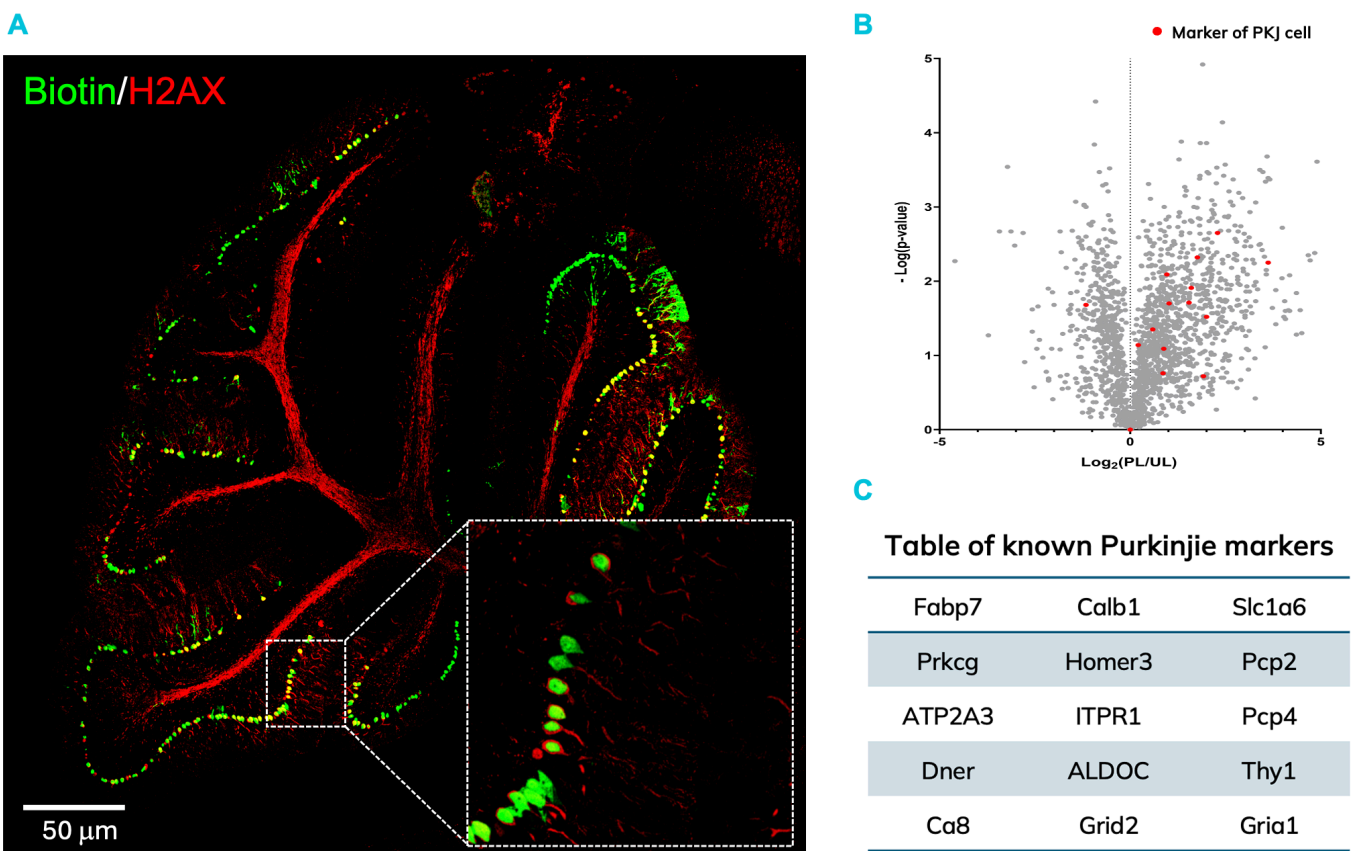 A
Biotin/H2AX
50 μm
B
Marker of PKJ cell
5
4
3
2
1
0
-5
0
5
- Log(p-value)
Log₂(PL/UL)
C
Table of known Purkinjie markers
Fabp7 Calb1 Slc1a6
Prkcg Homer3 Pcp2
ATP2A3 ITPR1 Pcp4
Dner ALDOC Thy1
Ca8 Grid2 Gria1